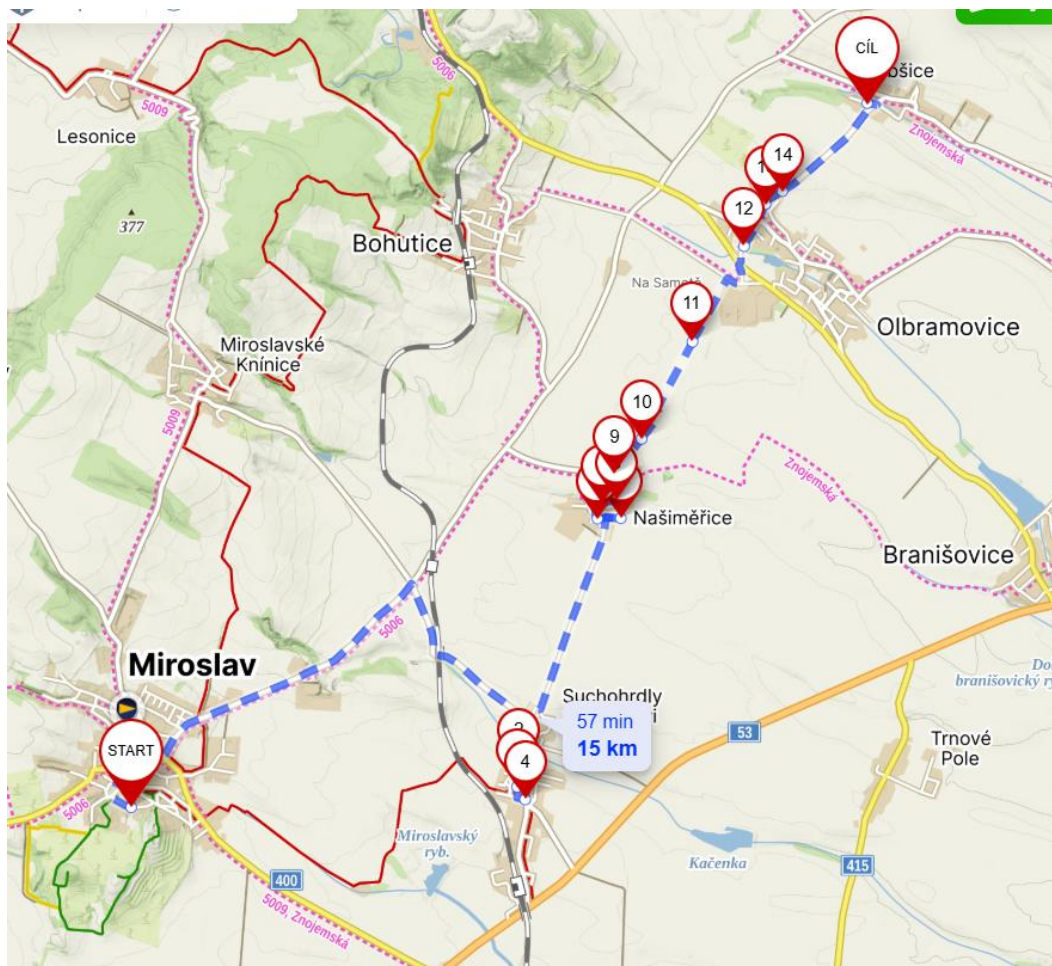 CÍL
5006
5009
Lesonice
Znojemská
14
12
377
Bohutice
Na Sametě
11
Olbramovice
Miroslavské
Knínice
5009
10
9
Znojemská
Našiměřice
Branišovice
5006
Miroslav
Suchohrdly
57 min
15 km
53
branišovický ry
START
4
Trnové
Pole
5006
Miroslavský
ryb.
Kačenka
415
400
5009, Znojemská